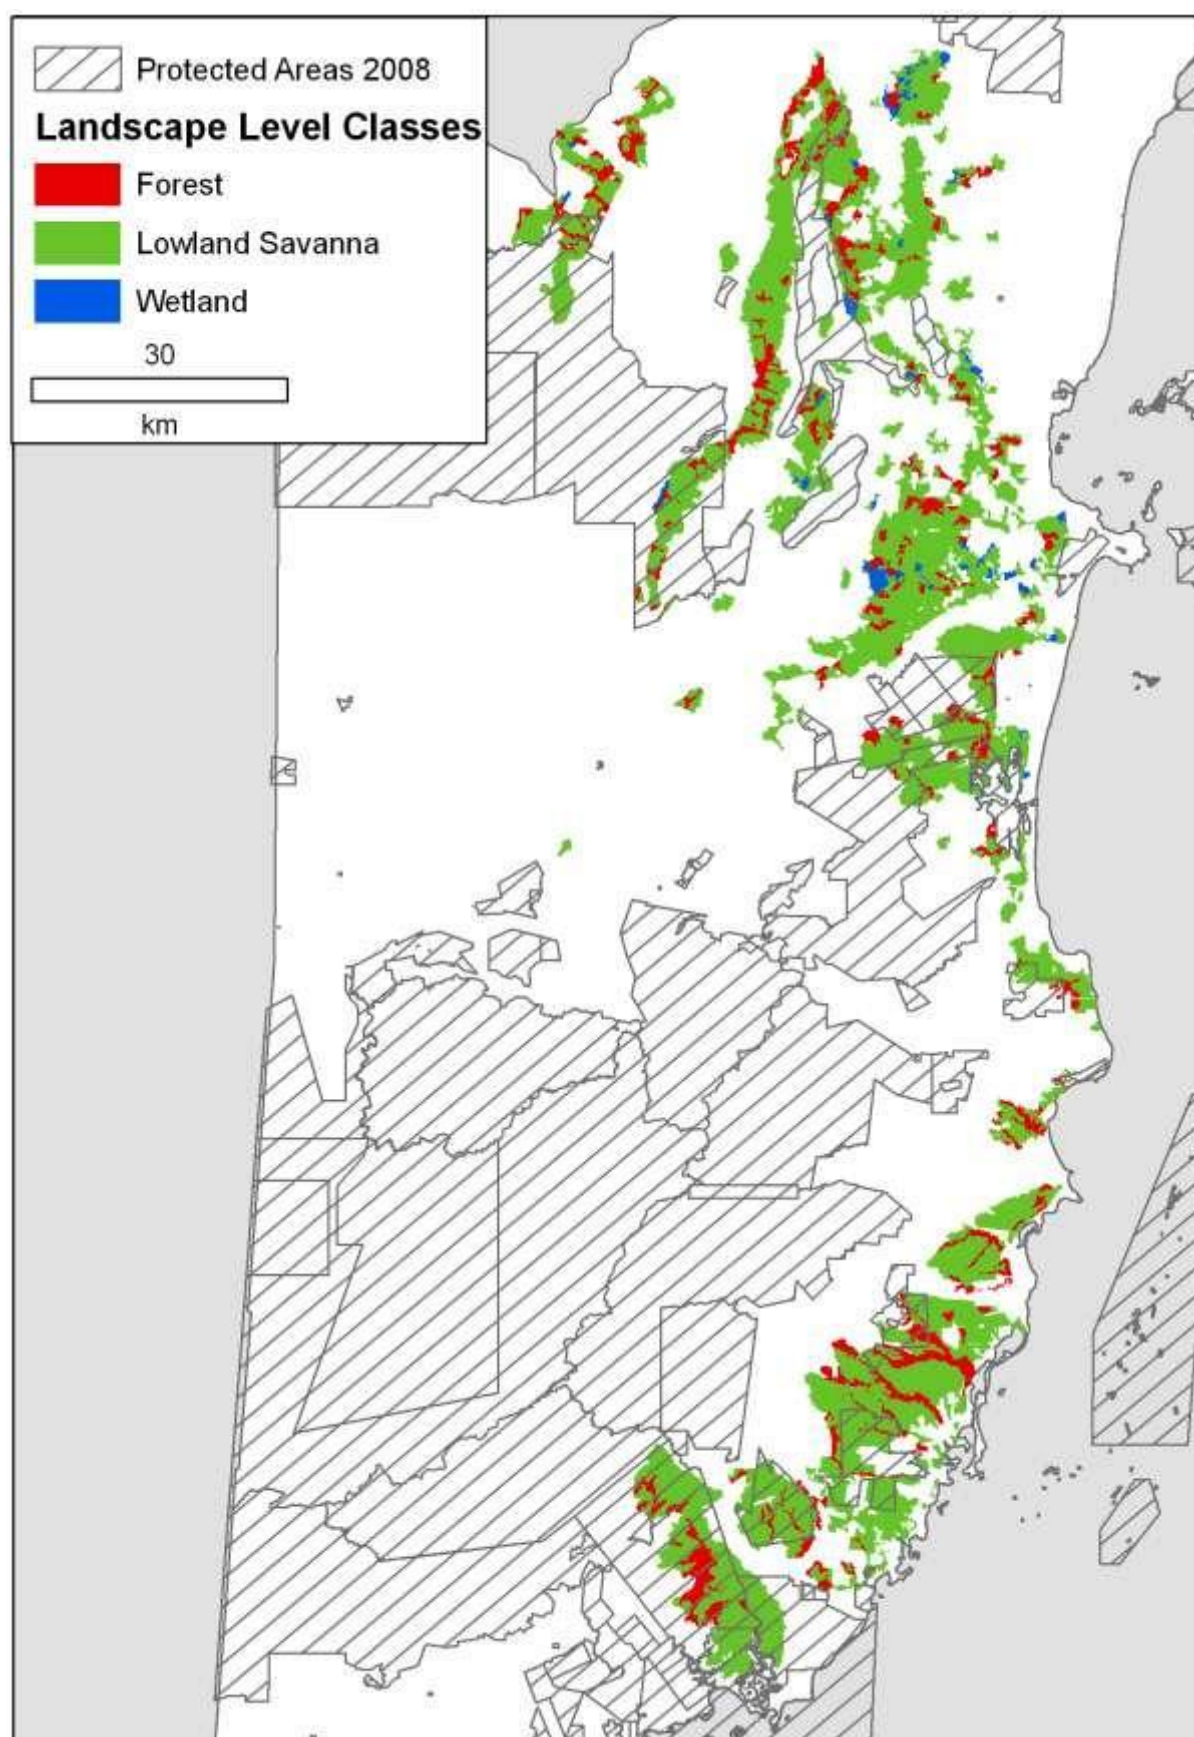 Protected Areas 2008
Landscape Level Classes
Forest
Lowland Savanna
Wetland
30
km